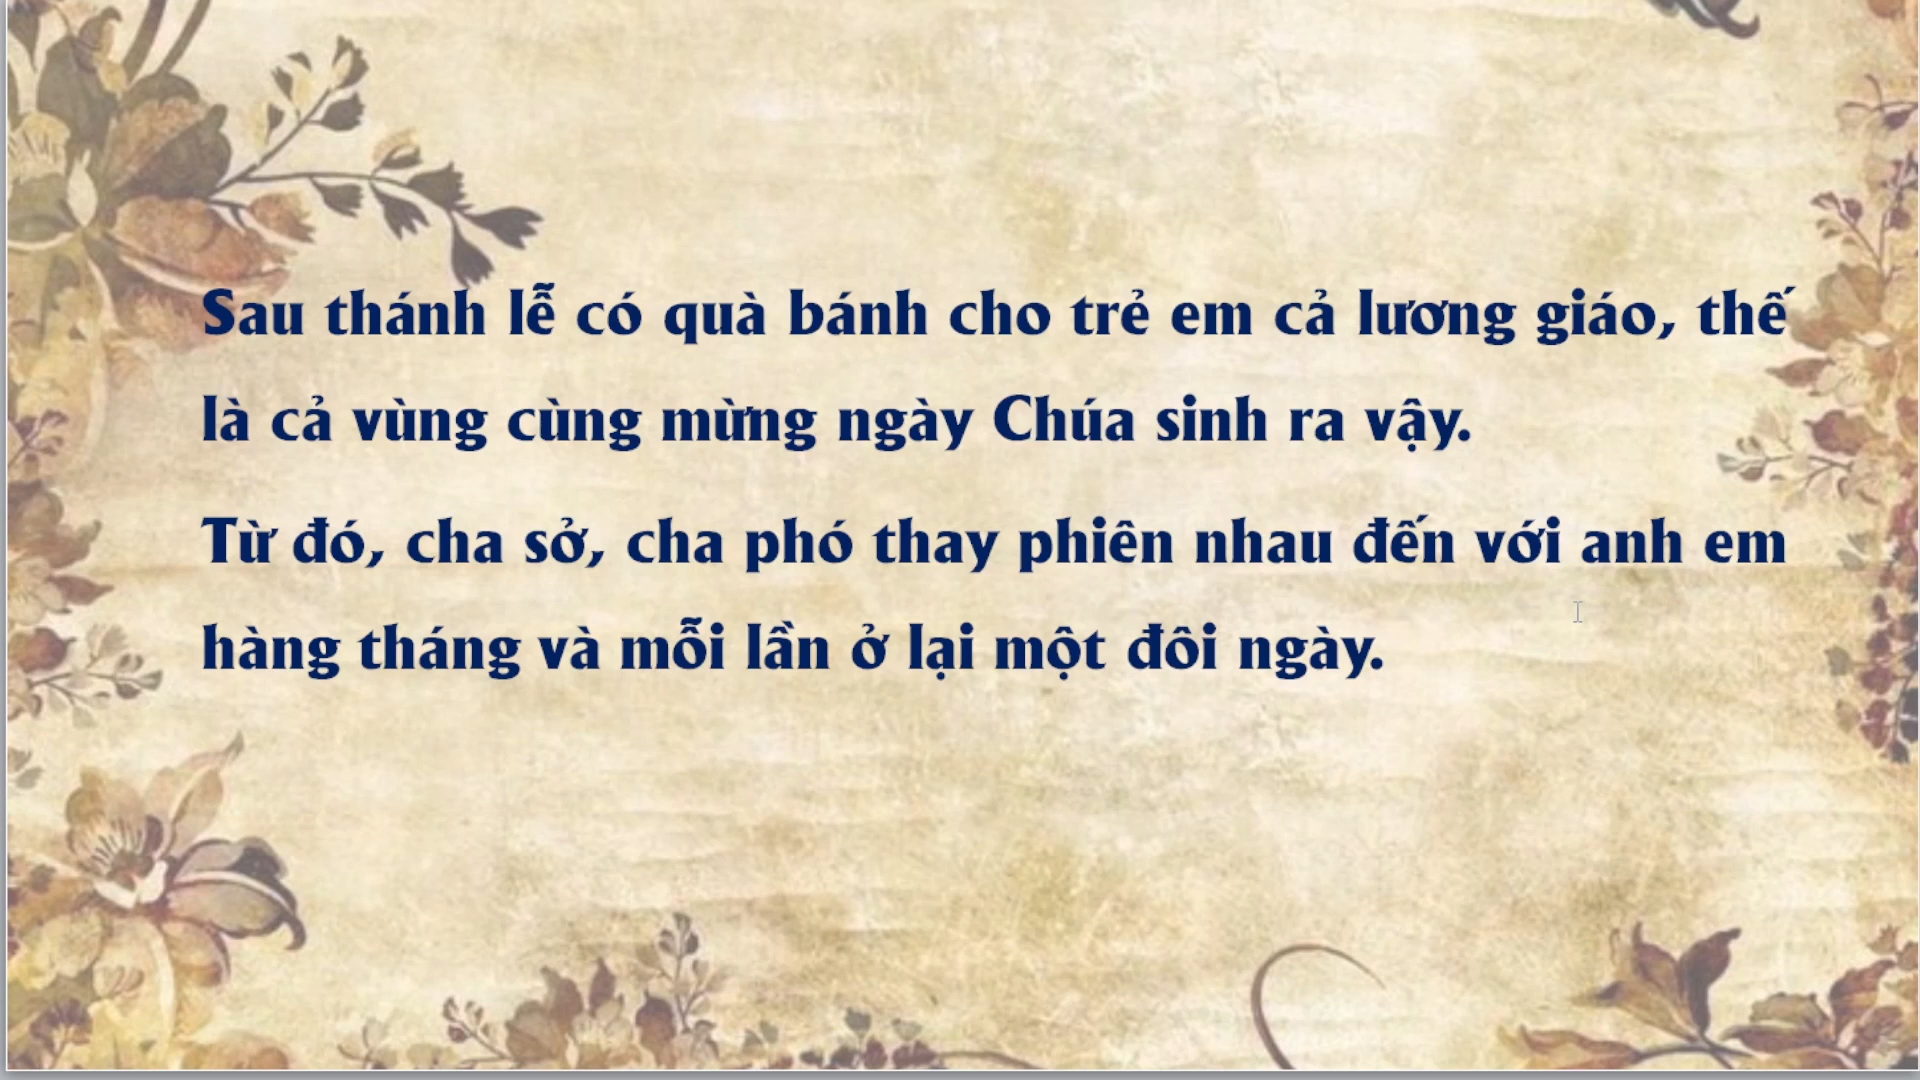 Sau thánh lễ có quà bánh cho trẻ em cả lương giáo, thế
là cả vùng cùng mừng ngày Chúa sinh ra vậy.
Từ đó, cha sở, cha phó thay phiên nhau đến với anh em
hàng tháng và mỗi lần ở lại một đôi ngày.